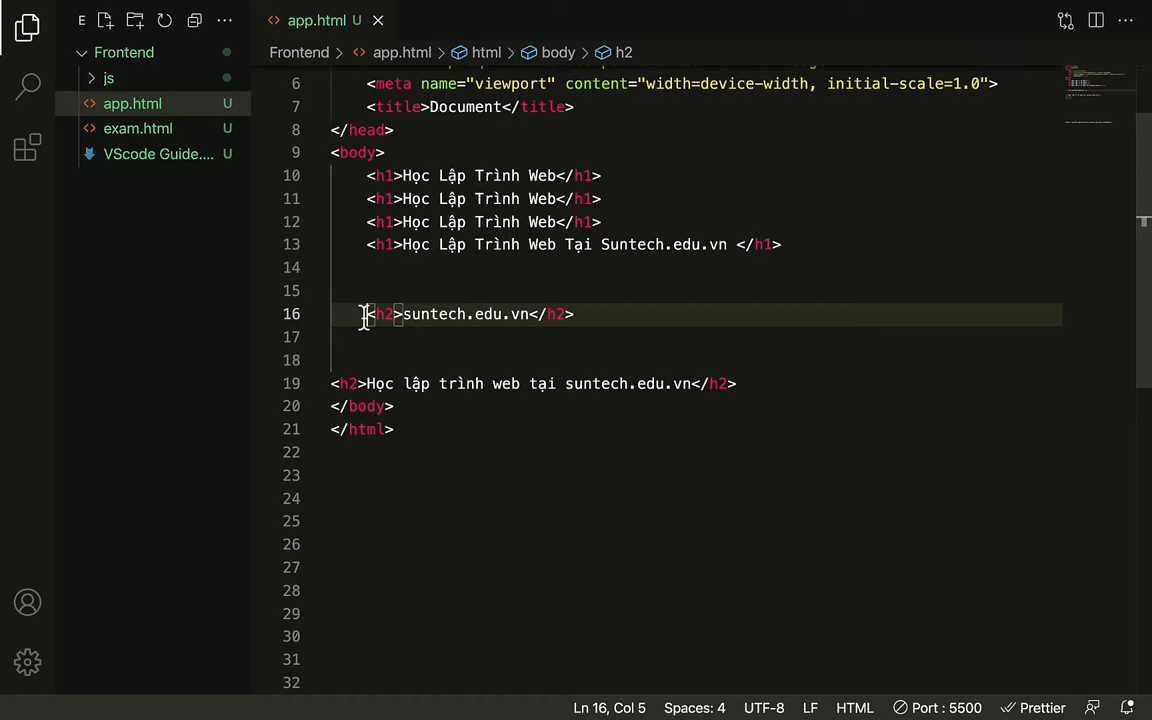 E ...
app.html U
Frontend
js
app.html U
exam.html U
VScode Guide.... U
Frontend > app.html > html > body > h2
6 <meta name="viewport" content="width=device-width, initial-scale=1.0">
7 <title>Document</title>
8 </head>
9 <body>
10 <h1>Học Lập Trình Web</h1>
11 <h1>Học Lập Trình Web</h1>
12 <h1>Học Lập Trình Web</h1>
13 <h1>Học Lập Trình Web Tại Suntech.edu.vn </h1>
14
15
16 <h2>suntech.edu.vn</h2>
17
18
19 <h2>Học lập trình web tại suntech.edu.vn</h2>
20 </body>
21 </html>
22
23
24
25
26
27
28
29
30
31
32
Ln 16, Col 5 Spaces: 4 UTF-8 LF HTML Port : 5500 Prettier